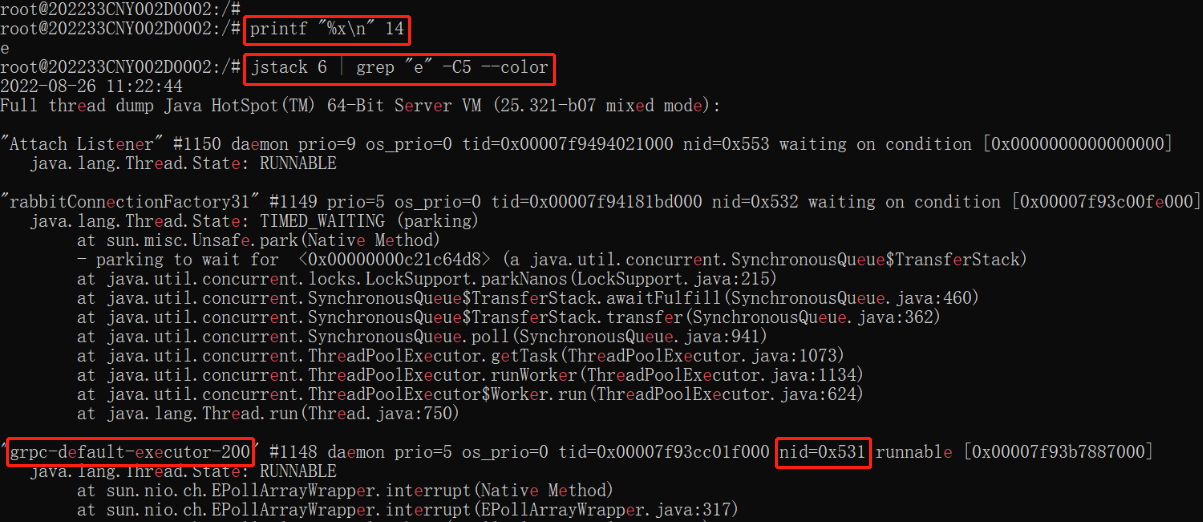 root@202233CNY002D0002:/#
root@202233CNY002D0002:/# printf "%x\n" 14
e
root@202233CNY002D0002:/# jstack 6 | grep "e" -C5 --color
2022-08-26 11:22:44
Full thread dump Java HotSpot(TM) 64-Bit Server VM (25.321-b07 mixed mode):
"Attach Listener" #1150 daemon prio=9 os_prio=0 tid=0x00007f9494021000 nid=0x553 waiting on condition [0x0000000000000000]
java.lang.Thread.State: RUNNABLE
"rabbitConnectionFactory31" #1149 prio=5 os_prio=0 tid=0x00007f94181bd000 nid=0x532 waiting on condition [0x00007f93c00fe000]
java.lang.Thread.State: TIMED_WAITING (parking)
at sun.misc.Unsafe.park(Native Method)
- parking to wait for  <0x00000000c21c64d8> (a java.util.concurrent.SynchronousQueue$TransferStack)
at java.util.concurrent.locks.LockSupport.parkNanos(LockSupport.java:215)
at java.util.concurrent.SynchronousQueue$TransferStack.awaitFulfill(SynchronousQueue.java:460)
at java.util.concurrent.SynchronousQueue$TransferStack.transfer(SynchronousQueue.java:362)
at java.util.concurrent.SynchronousQueue.poll(SynchronousQueue.java:941)
at java.util.concurrent.ThreadPoolExecutor.getTask(ThreadPoolExecutor.java:1073)
at java.util.concurrent.ThreadPoolExecutor.runWorker(ThreadPoolExecutor.java:1134)
at java.util.concurrent.ThreadPoolExecutor$Worker.run(ThreadPoolExecutor.java:624)
at java.lang.Thread.run(Thread.java:750)
"grpc-default-executor-200" #1148 daemon prio=5 os_prio=0 tid=0x00007f93cc01f000 nid=0x531 runnable [0x00007f93b7887000]
java.lang.Thread.State: RUNNABLE
at sun.nio.ch.EPollArrayWrapper.interrupt(Native Method)
at sun.nio.ch.EPollArrayWrapper.interrupt(EPollArrayWrapper.java:317)